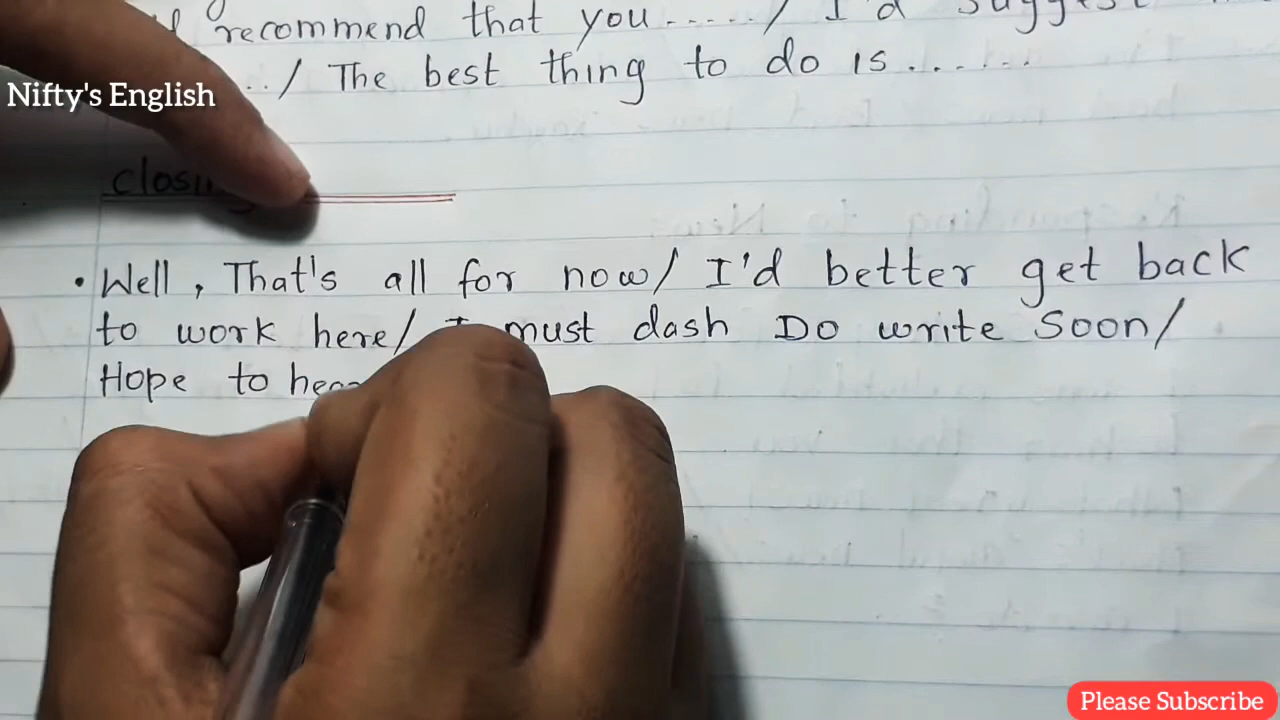 recommend that you...../ I'd suggest
../ The best thing to do is......
Nifty's English
• Well, That's all for now/ I'd better get back
to work here/ I must dash Do write Soon/
Hope to
Please Subscribe